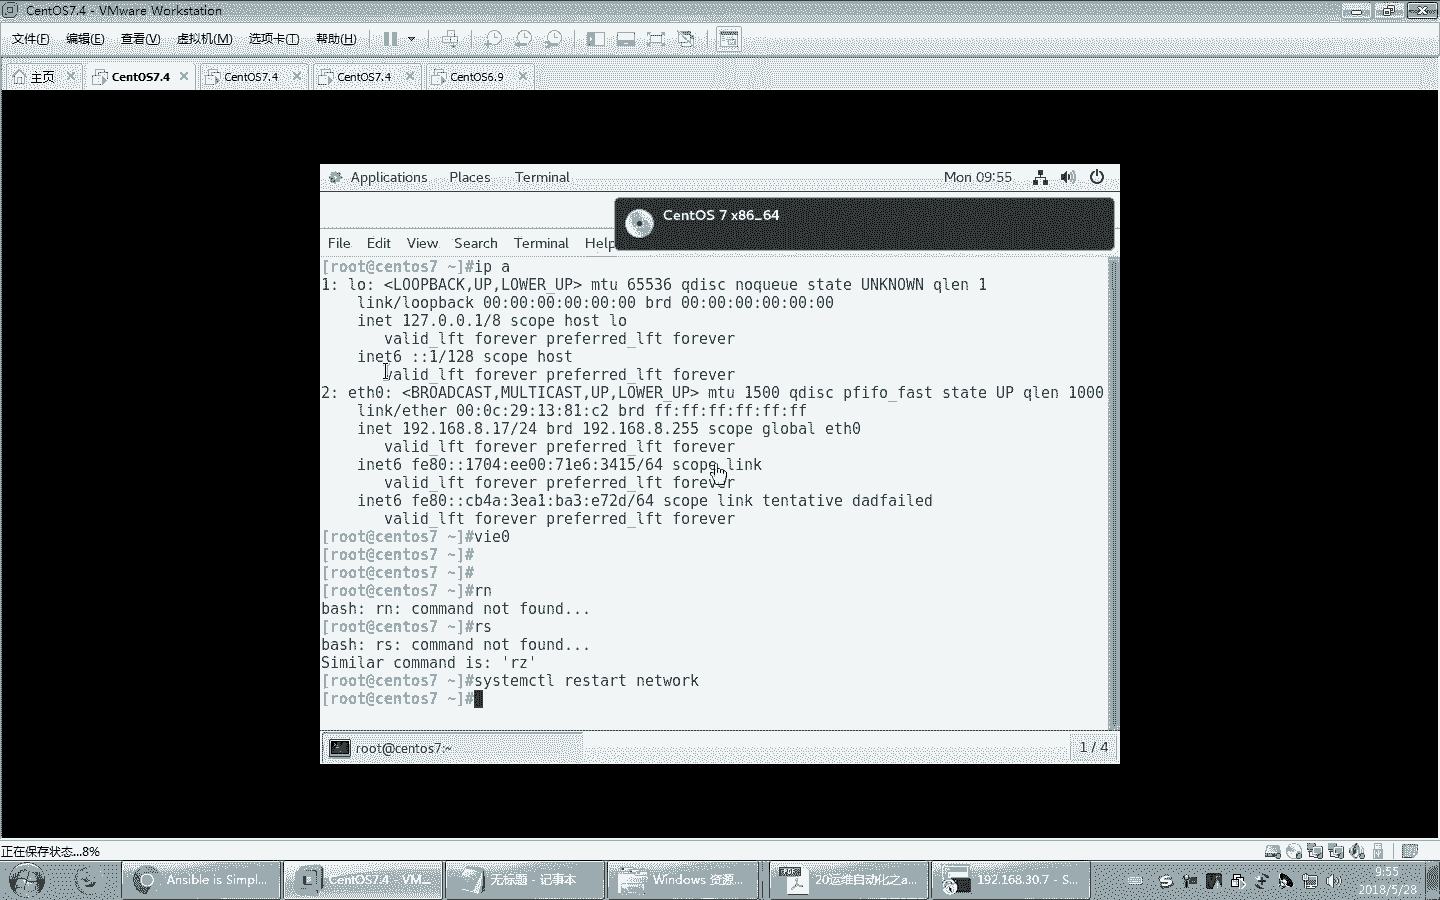 CentOS7.4 - VMware Workstation
文件(F) 编辑(E) 查看(V) 虚拟机(M) 选项卡(T) 帮助(H)
主页 CentOS7.4 CentOS7.4 CentOS7.4 CentOS6.9
Applications Places Terminal Mon 09:55
CentOS 7 x86_64
File Edit View Search Terminal Help
[root@centos7 ~]#ip a
1: lo: <LOOPBACK,UP,LOWER_UP> mtu 65536 qdisc noqueue state UNKNOWN qlen 1
link/loopback 00:00:00:00:00:00 brd 00:00:00:00:00:00
inet 127.0.0.1/8 scope host lo
valid_lft forever preferred_lft forever
inet6 ::1/128 scope host
valid_lft forever preferred_lft forever
2: eth0: <BROADCAST,MULTICAST,UP,LOWER_UP> mtu 1500 qdisc pfifo_fast state UP qlen 1000
link/ether 00:0c:29:13:81:c2 brd ff:ff:ff:ff:ff:ff
inet 192.168.8.17/24 brd 192.168.8.255 scope global eth0
valid_lft forever preferred_lft forever
inet6 fe80::1704:ee00:71e6:3415/64 scope link
valid_lft forever preferred_lft forever
inet6 fe80::cb4a:3ea1:ba3:e72d/64 scope link tentative dadfailed
valid_lft forever preferred_lft forever
[root@centos7 ~]#vie0
[root@centos7 ~]#
[root@centos7 ~]#
[root@centos7 ~]#rn
bash: rn: command not found...
[root@centos7 ~]#rs
bash: rs: command not found...
Similar command is: 'rz'
[root@centos7 ~]#systemctl restart network
[root@centos7 ~]#
root@centos7:~ 1 / 4
正在保存状态...8%
Ansible is Simpl... CentOS7.4 - VM... 无标题 - 记事本 Windows 资源... 20运维自动化之a... 192.168.30.7 - S... 9:55
2018/5/28